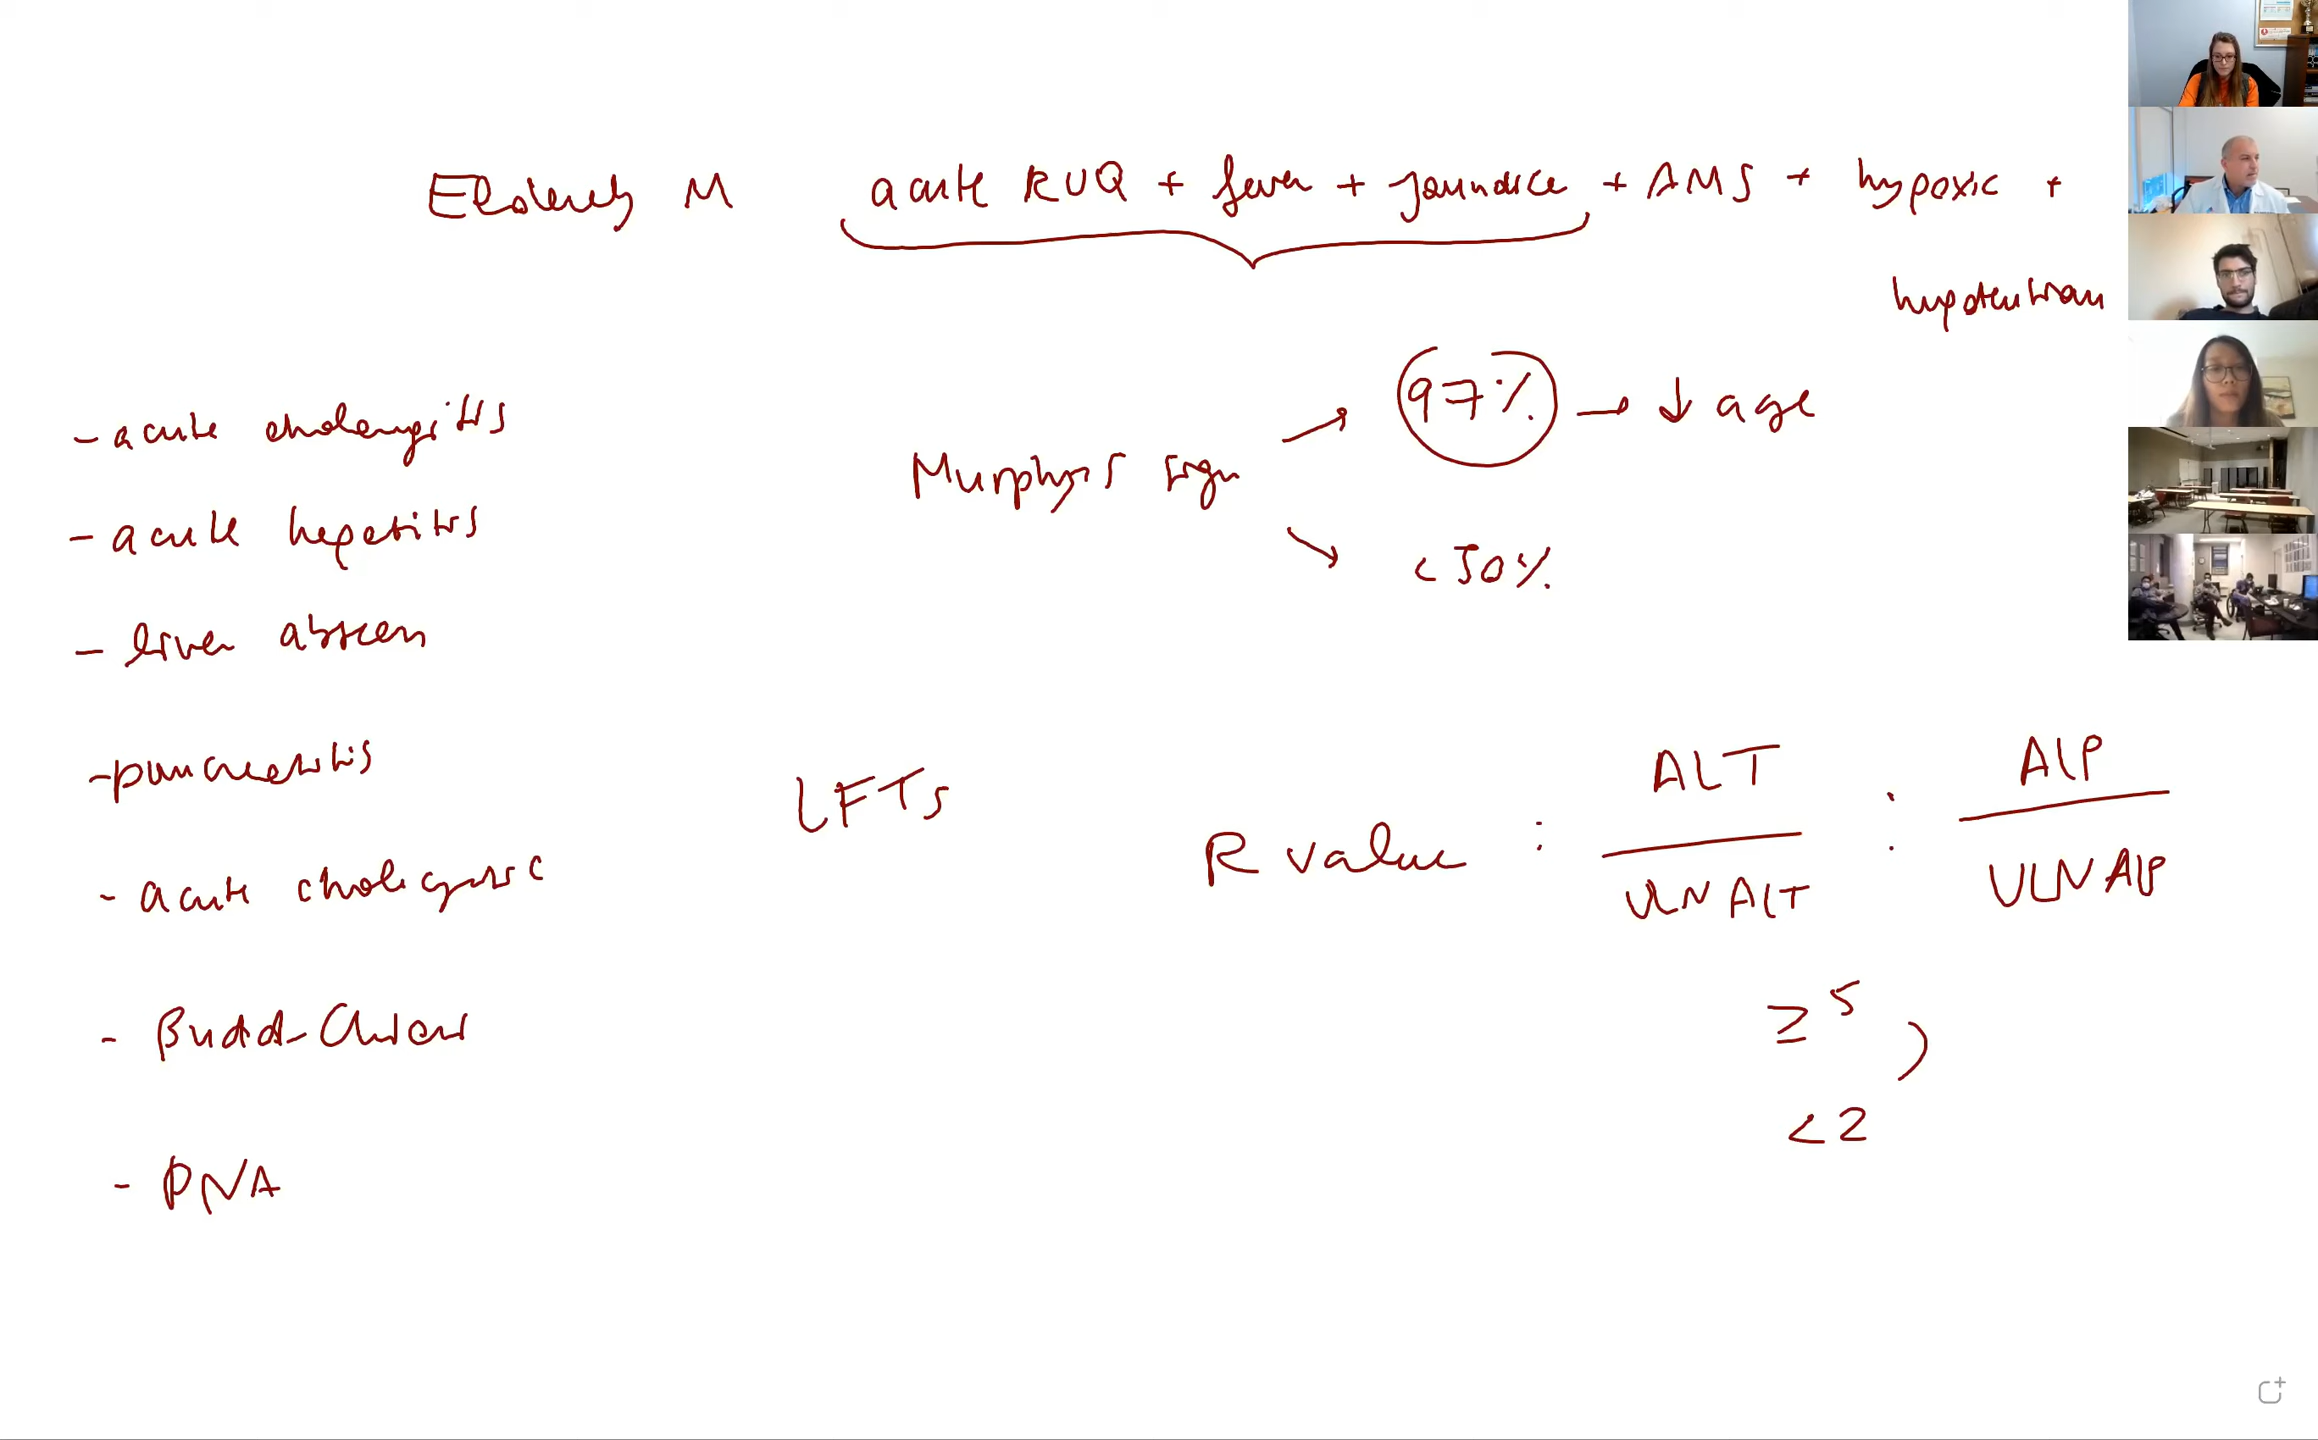 Elderly M acute RUQ + fever + jaundice + AMS + hypoxic +
hypotension
- acute cholangitis
- acute hepatitis
- liver abscess
- pancreatitis
- acute cholecystic
- Budd-Chiari
- PNA
Murphy's sign → 97% → ↓ age
↘ <50%
LFTs
R value : ALT / ULN ALT : AlP / ULN AlP
≥5 )
<2